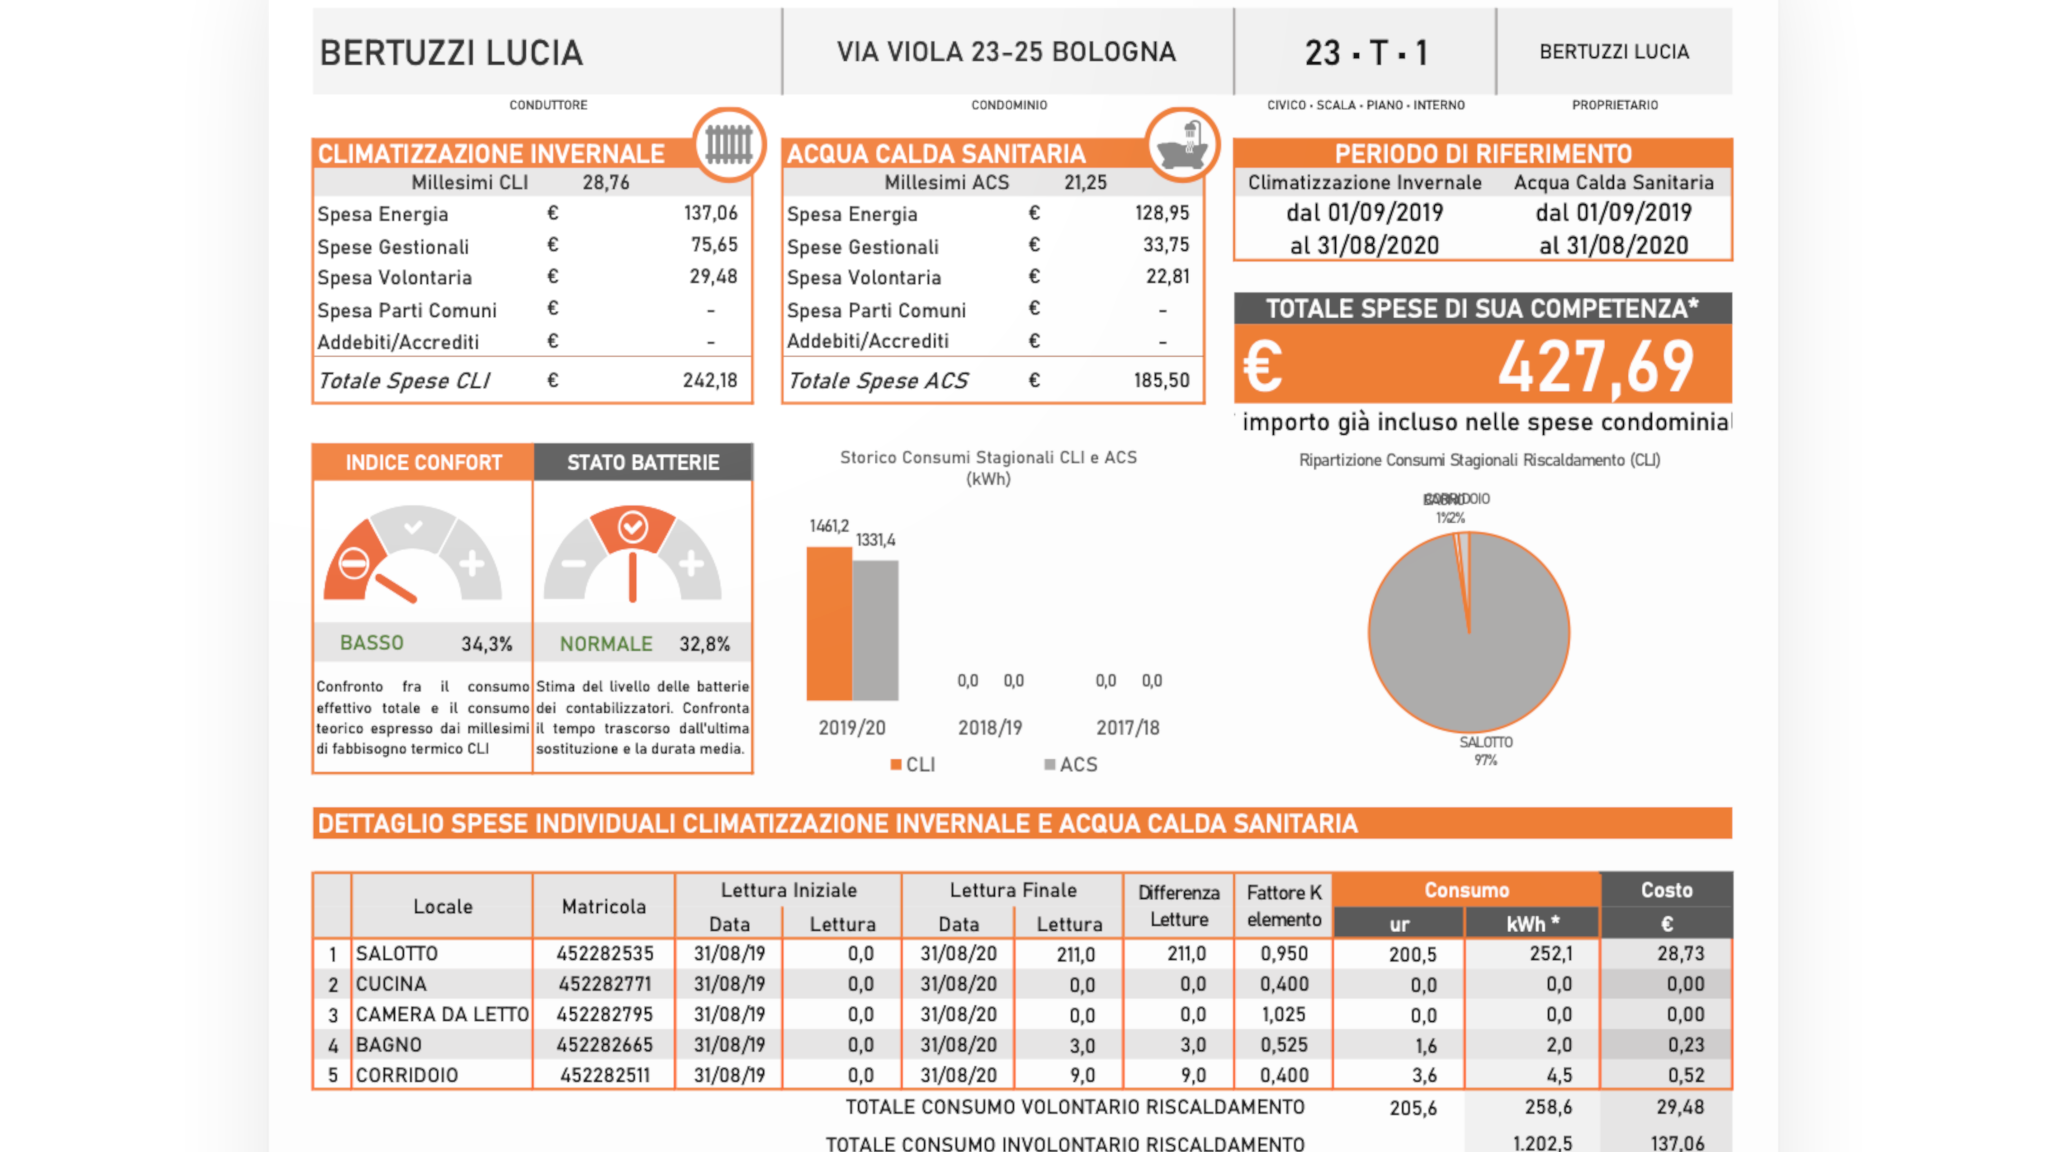 BERTUZZI LUCIA
VIA VIOLA 23-25 BOLOGNA
23 · T · 1
BERTUZZI LUCIA
CONDUTTORE
CONDOMINIO
CIVICO · SCALA · PIANO · INTERNO
PROPRIETARIO
CLIMATIZZAZIONE INVERNALE
Millesimi CLI 28,76
Spesa Energia € 137,06
Spese Gestionali € 75,65
Spesa Volontaria € 29,48
Spesa Parti Comuni € -
Addebiti/Accrediti € -
Totale Spese CLI € 242,18
ACQUA CALDA SANITARIA
Millesimi ACS 21,25
Spesa Energia € 128,95
Spese Gestionali € 33,75
Spesa Volontaria € 22,81
Spesa Parti Comuni € -
Addebiti/Accrediti € -
Totale Spese ACS € 185,50
PERIODO DI RIFERIMENTO
Climatizzazione Invernale Acqua Calda Sanitaria
dal 01/09/2019 dal 01/09/2019
al 31/08/2020 al 31/08/2020
TOTALE SPESE DI SUA COMPETENZA*
€ 427,69
importo già incluso nelle spese condominial
INDICE CONFORT
BASSO 34,3%
Confronto fra il consumo
effettivo totale e il consumo
teorico espresso dai millesimi
di fabbisogno termico CLI
STATO BATTERIE
NORMALE 32,8%
Stima del livello delle batterie
dei contabilizzatori. Confronta
il tempo trascorso dall'ultima
sostituzione e la durata media.
Storico Consumi Stagionali CLI e ACS
(kWh)
1461,2
1331,4
0,0 0,0 0,0 0,0
2019/20 2018/19 2017/18
CLI ACS
Ripartizione Consumi Stagionali Riscaldamento (CLI)
CORRIDOIO
1% 2%
SALOTTO
97%
DETTAGLIO SPESE INDIVIDUALI CLIMATIZZAZIONE INVERNALE E ACQUA CALDA SANITARIA
Locale Matricola Lettura Iniziale Lettura Finale Differenza Letture Fattore K elemento Consumo Costo
Data Lettura Data Lettura ur kWh * €
1 SALOTTO 452282535 31/08/19 0,0 31/08/20 211,0 211,0 0,950 200,5 252,1 28,73
2 CUCINA 452282771 31/08/19 0,0 31/08/20 0,0 0,0 0,400 0,0 0,0 0,00
3 CAMERA DA LETTO 452282795 31/08/19 0,0 31/08/20 0,0 0,0 1,025 0,0 0,0 0,00
4 BAGNO 452282665 31/08/19 0,0 31/08/20 3,0 3,0 0,525 1,6 2,0 0,23
5 CORRIDOIO 452282511 31/08/19 0,0 31/08/20 9,0 9,0 0,400 3,6 4,5 0,52
TOTALE CONSUMO VOLONTARIO RISCALDAMENTO 205,6 258,6 29,48
TOTALE CONSUMO INVOLONTARIO RISCALDAMENTO 1.202,5 137,06